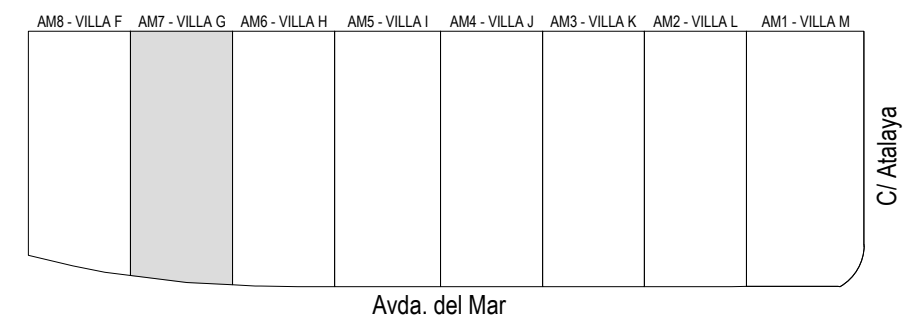 AM8 - VILLA F
AM7 - VILLA G
AM6 - VILLA H
AM5 - VILLA I
AM4 - VILLA J
AM3 - VILLA K
AM2 - VILLA L
AM1 - VILLA M
C/ Atalaya
Avda. del Mar